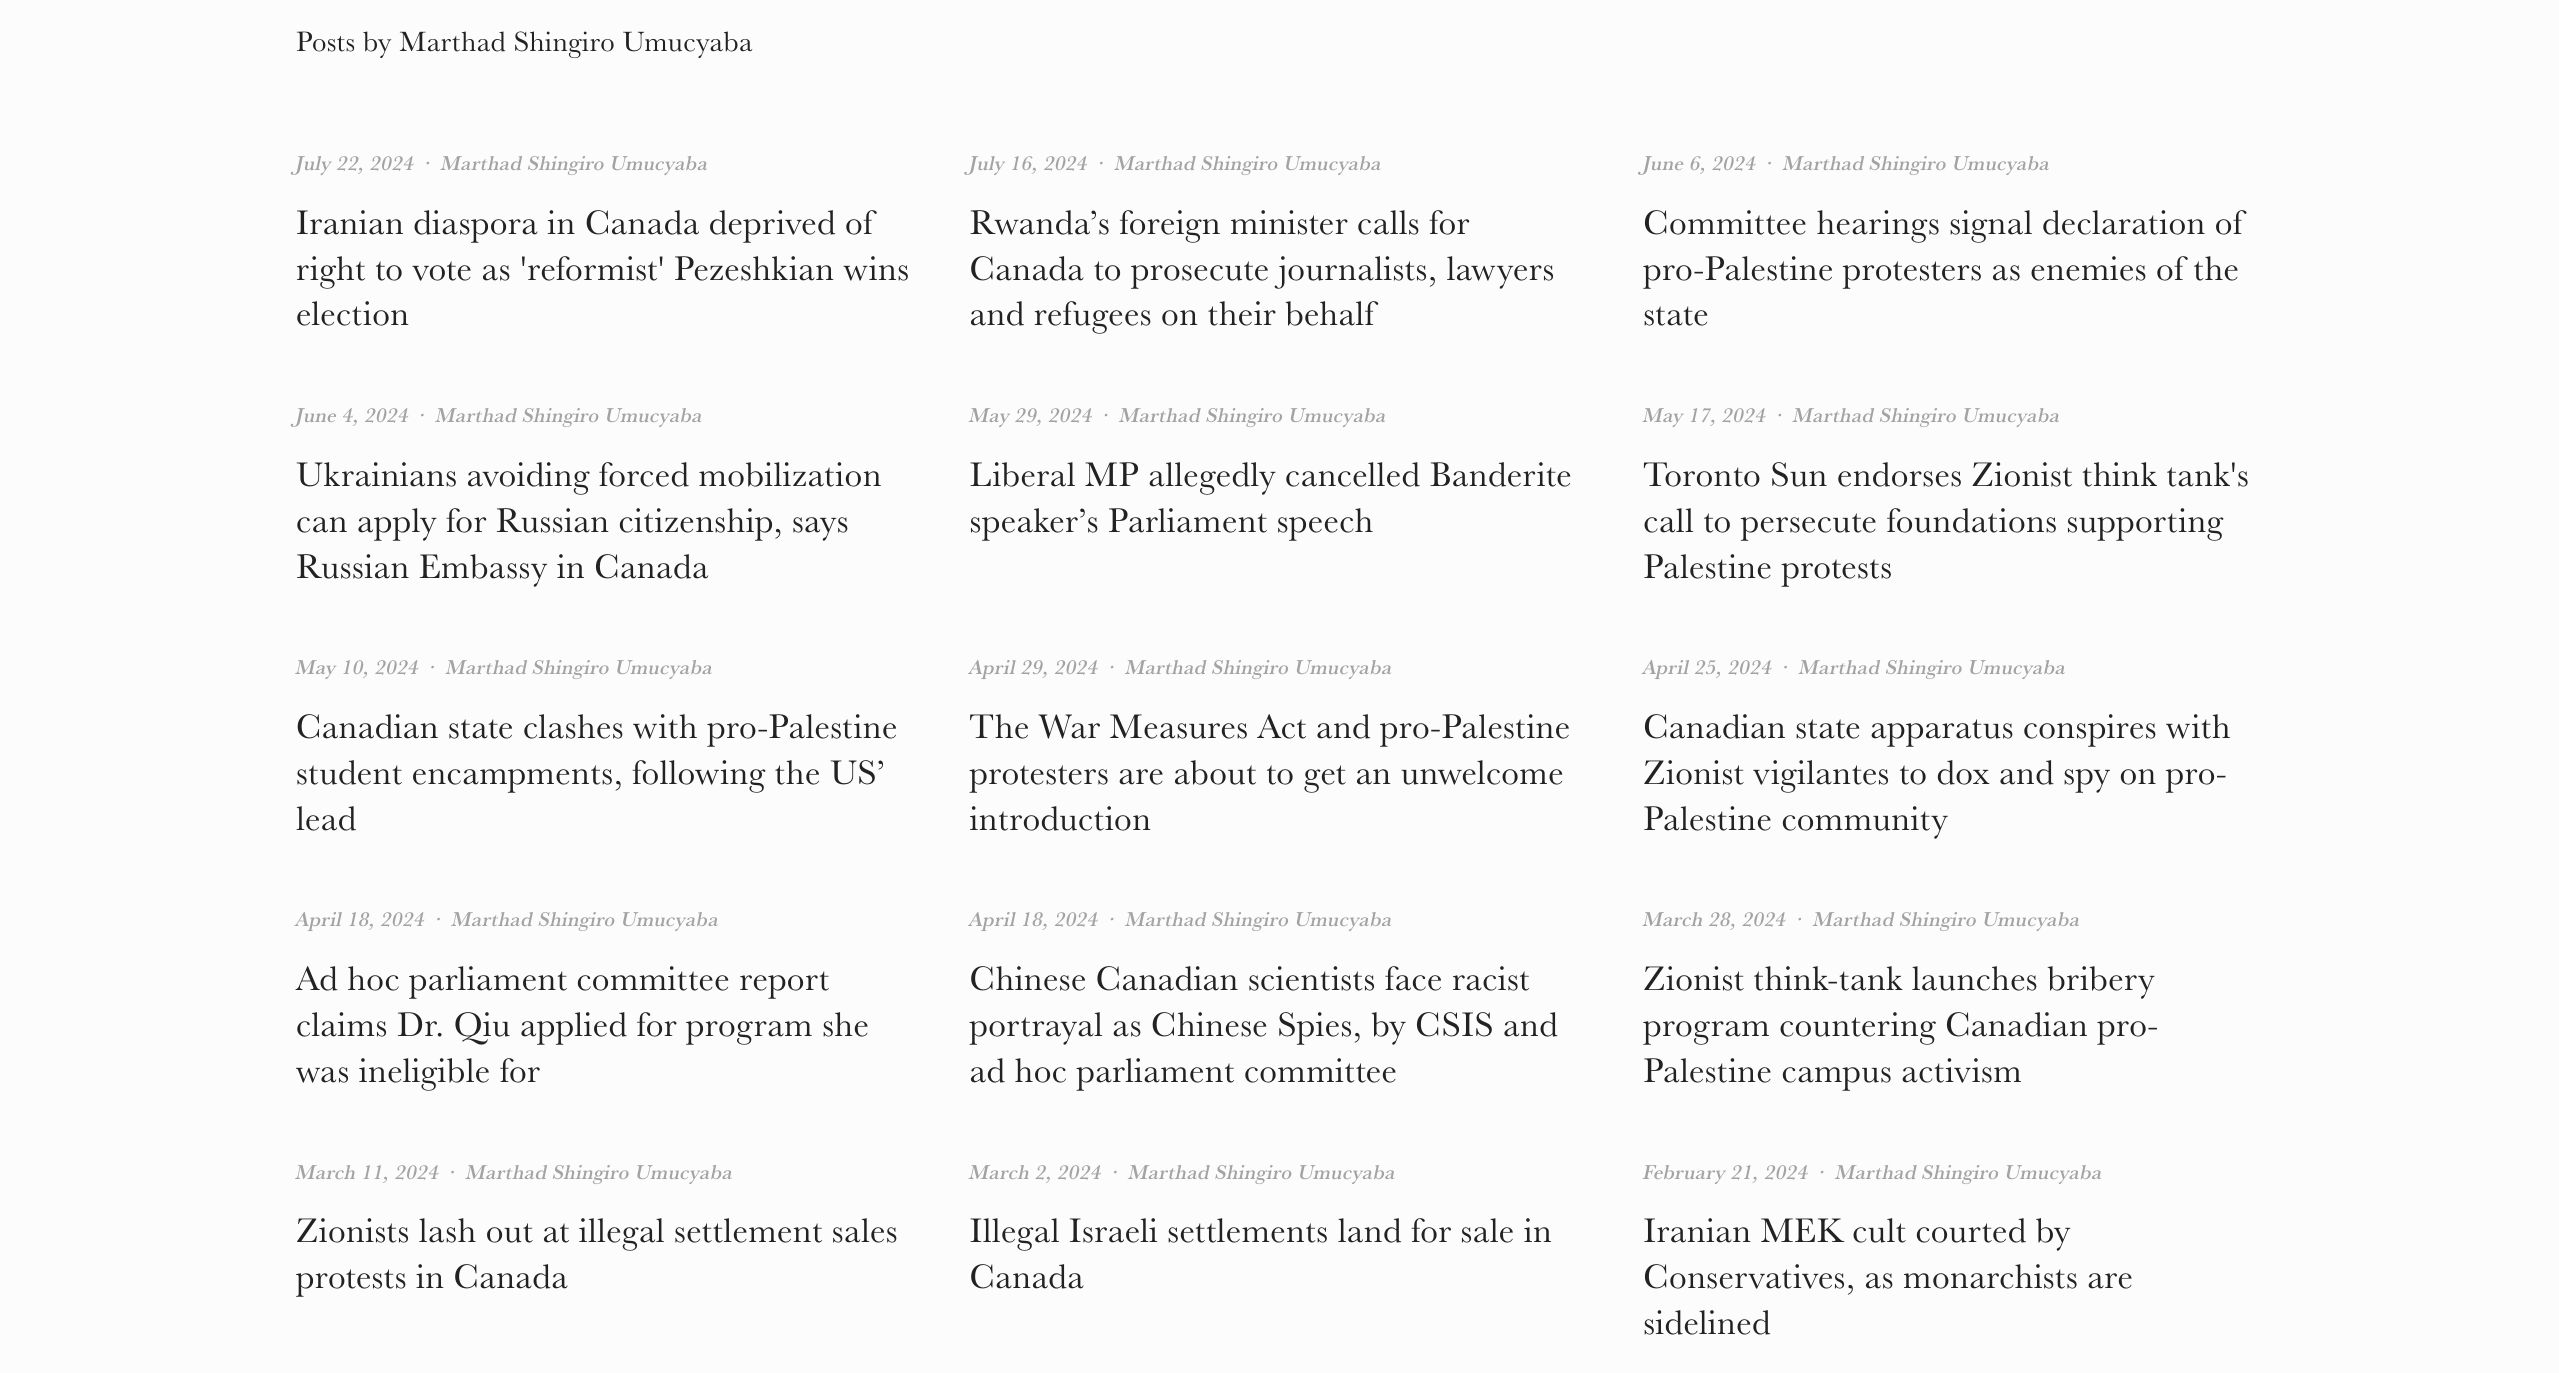 Posts by Marthad Shingiro Umucyaba
July 22, 2024 · Marthad Shingiro Umucyaba
Iranian diaspora in Canada deprived of
right to vote as 'reformist' Pezeshkian wins
election
July 16, 2024 · Marthad Shingiro Umucyaba
Rwanda’s foreign minister calls for
Canada to prosecute journalists, lawyers
and refugees on their behalf
June 6, 2024 · Marthad Shingiro Umucyaba
Committee hearings signal declaration of
pro-Palestine protesters as enemies of the
state
June 4, 2024 · Marthad Shingiro Umucyaba
Ukrainians avoiding forced mobilization
can apply for Russian citizenship, says
Russian Embassy in Canada
May 29, 2024 · Marthad Shingiro Umucyaba
Liberal MP allegedly cancelled Banderite
speaker’s Parliament speech
May 17, 2024 · Marthad Shingiro Umucyaba
Toronto Sun endorses Zionist think tank's
call to persecute foundations supporting
Palestine protests
May 10, 2024 · Marthad Shingiro Umucyaba
Canadian state clashes with pro-Palestine
student encampments, following the US’
lead
April 29, 2024 · Marthad Shingiro Umucyaba
The War Measures Act and pro-Palestine
protesters are about to get an unwelcome
introduction
April 25, 2024 · Marthad Shingiro Umucyaba
Canadian state apparatus conspires with
Zionist vigilantes to dox and spy on pro-
Palestine community
April 18, 2024 · Marthad Shingiro Umucyaba
Ad hoc parliament committee report
claims Dr. Qiu applied for program she
was ineligible for
April 18, 2024 · Marthad Shingiro Umucyaba
Chinese Canadian scientists face racist
portrayal as Chinese Spies, by CSIS and
ad hoc parliament committee
March 28, 2024 · Marthad Shingiro Umucyaba
Zionist think-tank launches bribery
program countering Canadian pro-
Palestine campus activism
March 11, 2024 · Marthad Shingiro Umucyaba
Zionists lash out at illegal settlement sales
protests in Canada
March 2, 2024 · Marthad Shingiro Umucyaba
Illegal Israeli settlements land for sale in
Canada
February 21, 2024 · Marthad Shingiro Umucyaba
Iranian MEK cult courted by
Conservatives, as monarchists are
sidelined